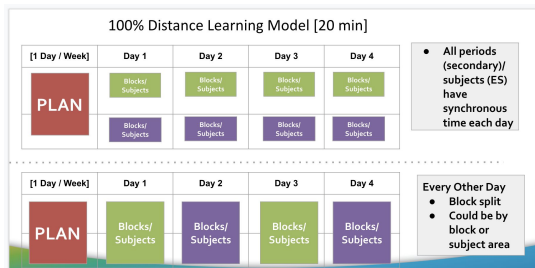 100% Distance Learning Model [20 min]
[1 Day / Week] Day 1 Day 2 Day 3 Day 4
PLAN
Blocks/ Blocks/ Blocks/ Blocks/
Subjects Subjects Subjects Subjects
Blocks/ Blocks/ Blocks/ Blocks/
Subjects Subjects Subjects Subjects
● All periods
(secondary)/
subjects (ES)
have
synchronous
time each day
[1 Day / Week] Day 1 Day 2 Day 3 Day 4
PLAN
Blocks/ Blocks/ Blocks/ Blocks/
Subjects Subjects Subjects Subjects
Every Other Day
● Block split
● Could be by
block or
subject area